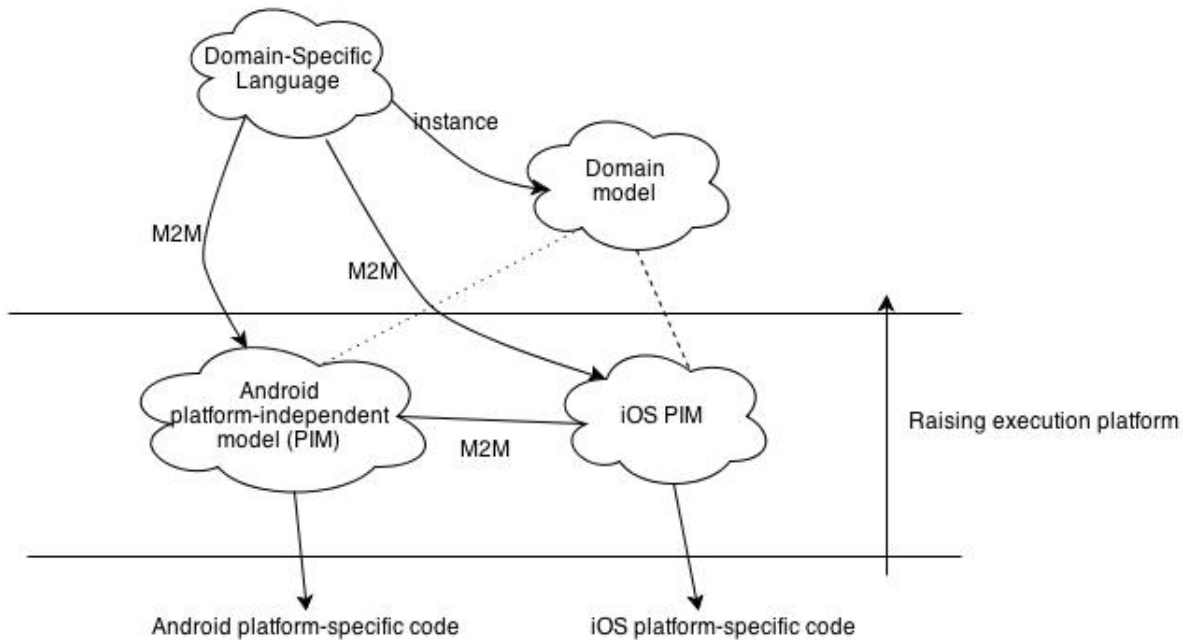 Domain-Specific
Language
instance
Domain
model
M2M
M2M
Android
platform-independent
model (PIM)
iOS PIM
M2M
Raising execution platform
Android platform-specific code
iOS platform-specific code